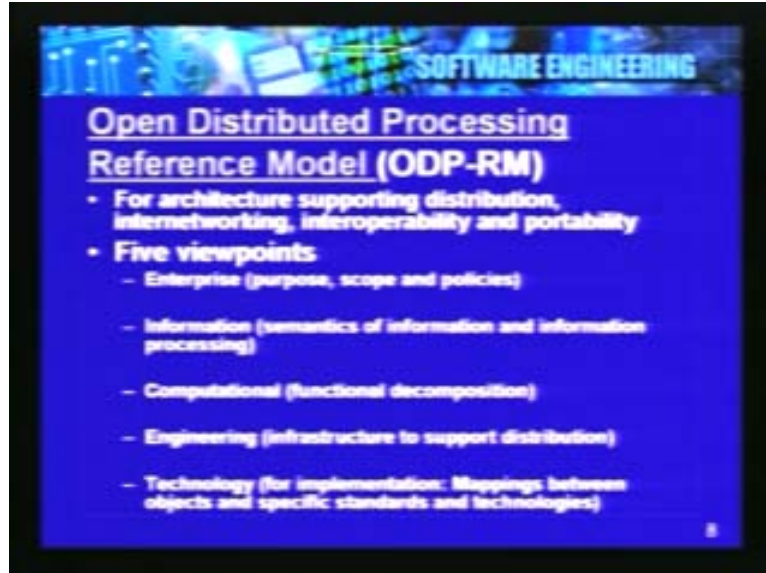 SOFTWARE ENGINEERING
Open Distributed Processing
Reference Model (ODP-RM)
• For architecture supporting distribution,
internetworking, interoperability and portability
• Five viewpoints
– Enterprise (purpose, scope and policies)
– Information (semantics of information and information
processing)
– Computational (functional decomposition)
– Engineering (infrastructure to support distribution)
– Technology (for implementation: Mappings between
objects and specific standards and technologies)
8